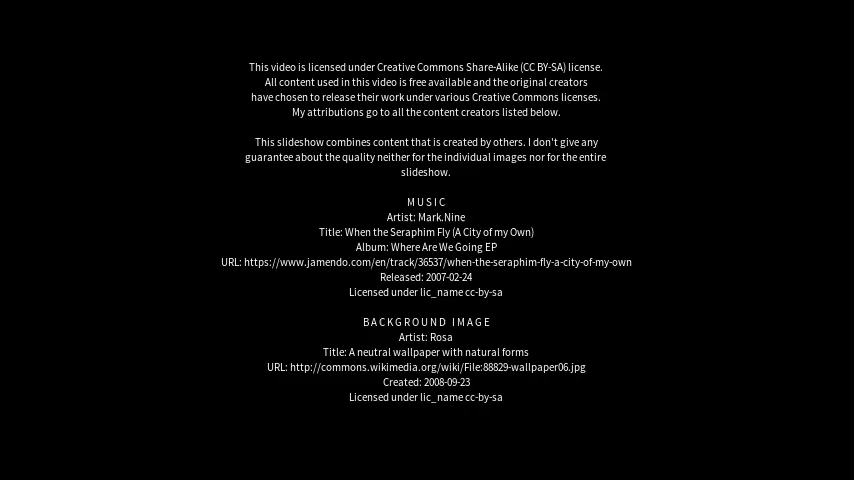 This video is licensed under Creative Commons Share-Alike (CC BY-SA) license.
All content used in this video is free available and the original creators
have chosen to release their work under various Creative Commons licenses.
My attributions go to all the content creators listed below.
This slideshow combines content that is created by others. I don't give any
guarantee about the quality neither for the individual images nor for the entire
slideshow.
MUSIC
Artist: Mark.Nine
Title: When the Seraphim Fly (A City of my Own)
Album: Where Are We Going EP
URL: https://www.jamendo.com/en/track/36537/when-the-seraphim-fly-a-city-of-my-own
Released: 2007-02-24
Licensed under lic_name cc-by-sa
BACKGROUND IMAGE
Artist: Rosa
Title: A neutral wallpaper with natural forms
URL: http://commons.wikimedia.org/wiki/File:88829-wallpaper06.jpg
Created: 2008-09-23
Licensed under lic_name cc-by-sa